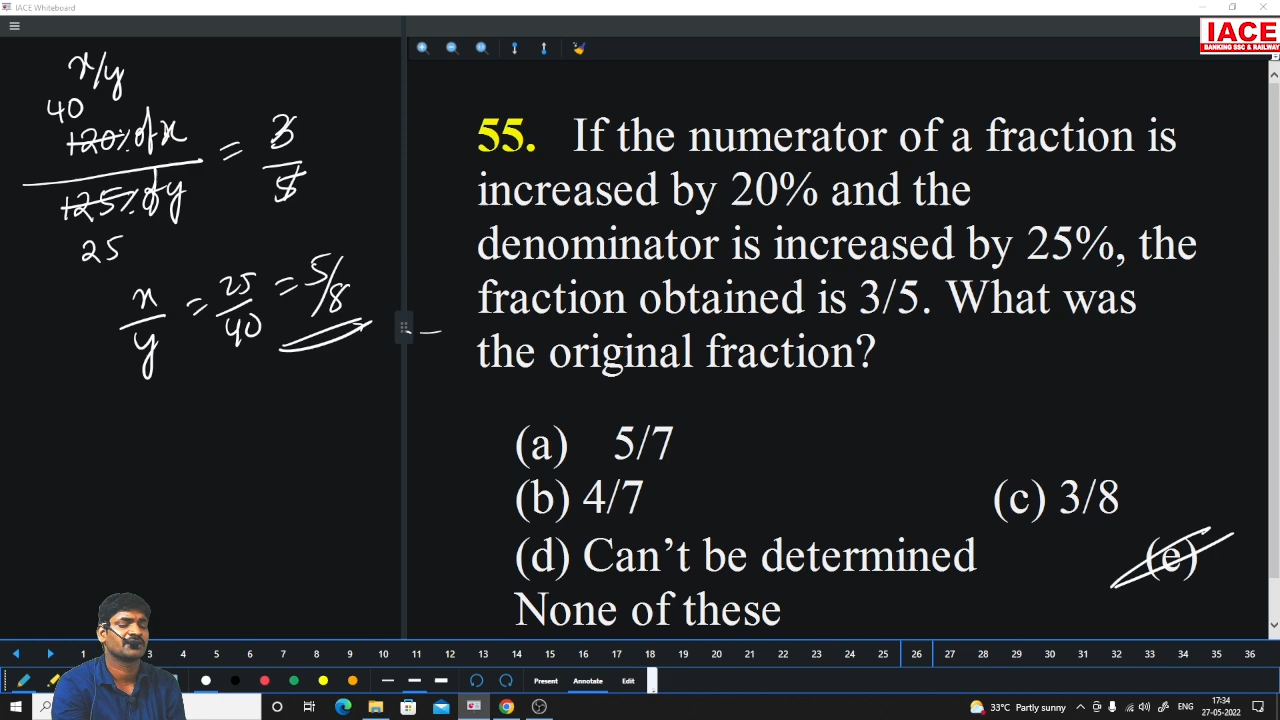 IACE Whiteboard
IACE
BANKING SSC & RAILWAY
x/y
40
120% of x
125% of y
25
= 3/5
x/y = 25/40 = 5/8
55. If the numerator of a fraction is
increased by 20% and the
denominator is increased by 25%, the
fraction obtained is 3/5. What was
the original fraction?
(a) 5/7
(b) 4/7 (c) 3/8
(d) Can’t be determined (e)
None of these
1 2 3 4 5 6 7 8 9 10 11 12 13 14 15 16 17 18 19 20 21 22 23 24 25 26 27 28 29 30 31 32 33 34 35 36
Present Annotate Edit
33°C Partly sunny ENG 17:34
27-05-2022